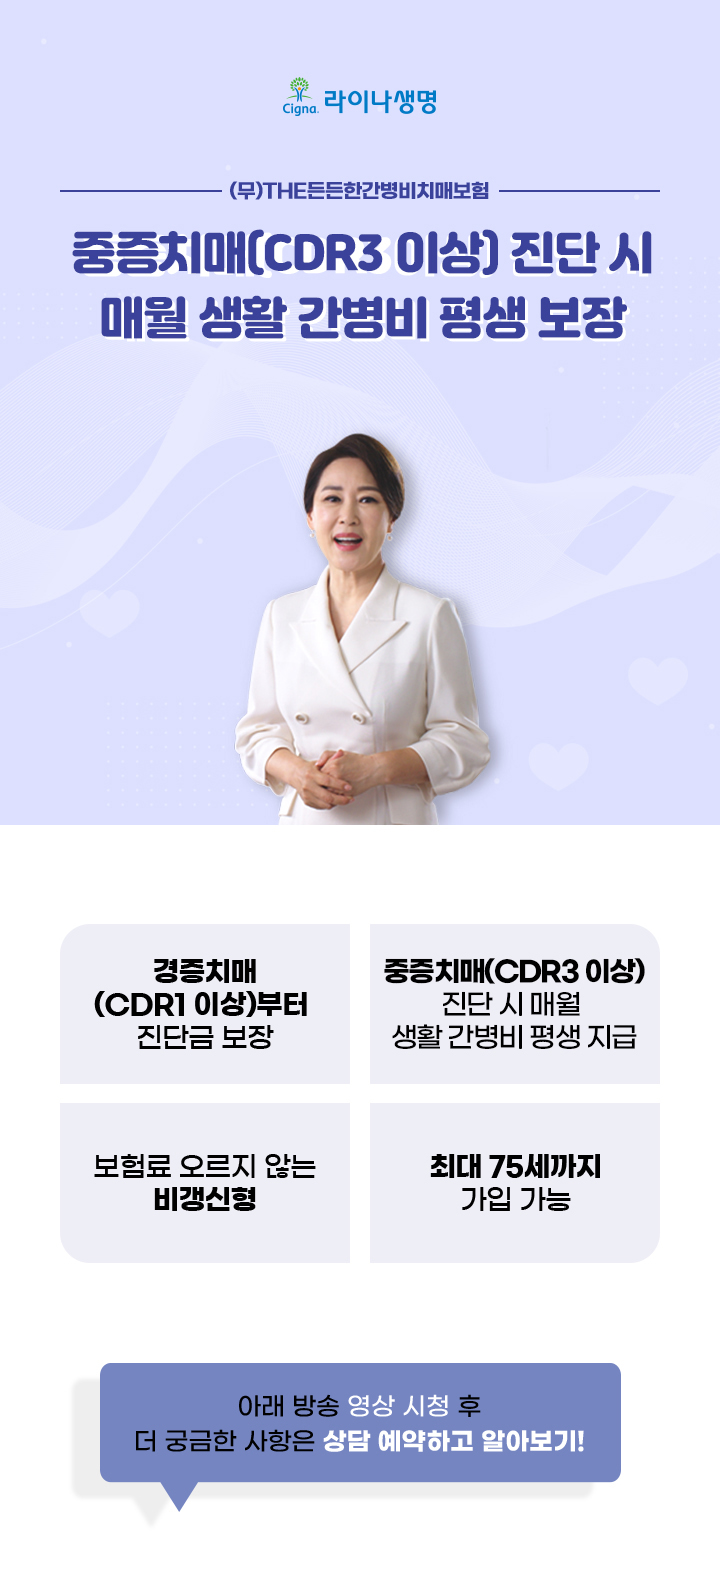 Cigna. 라이나생명
(무)THE든든한간병비치매보험
중증치매(CDR3 이상) 진단 시
매월 생활 간병비 평생 보장
경증치매
(CDR1 이상)부터
진단금 보장
중증치매(CDR3 이상)
진단 시 매월
생활 간병비 평생 지급
보험료 오르지 않는
비갱신형
최대 75세까지
가입 가능
아래 방송 영상 시청 후
더 궁금한 사항은 상담 예약하고 알아보기!